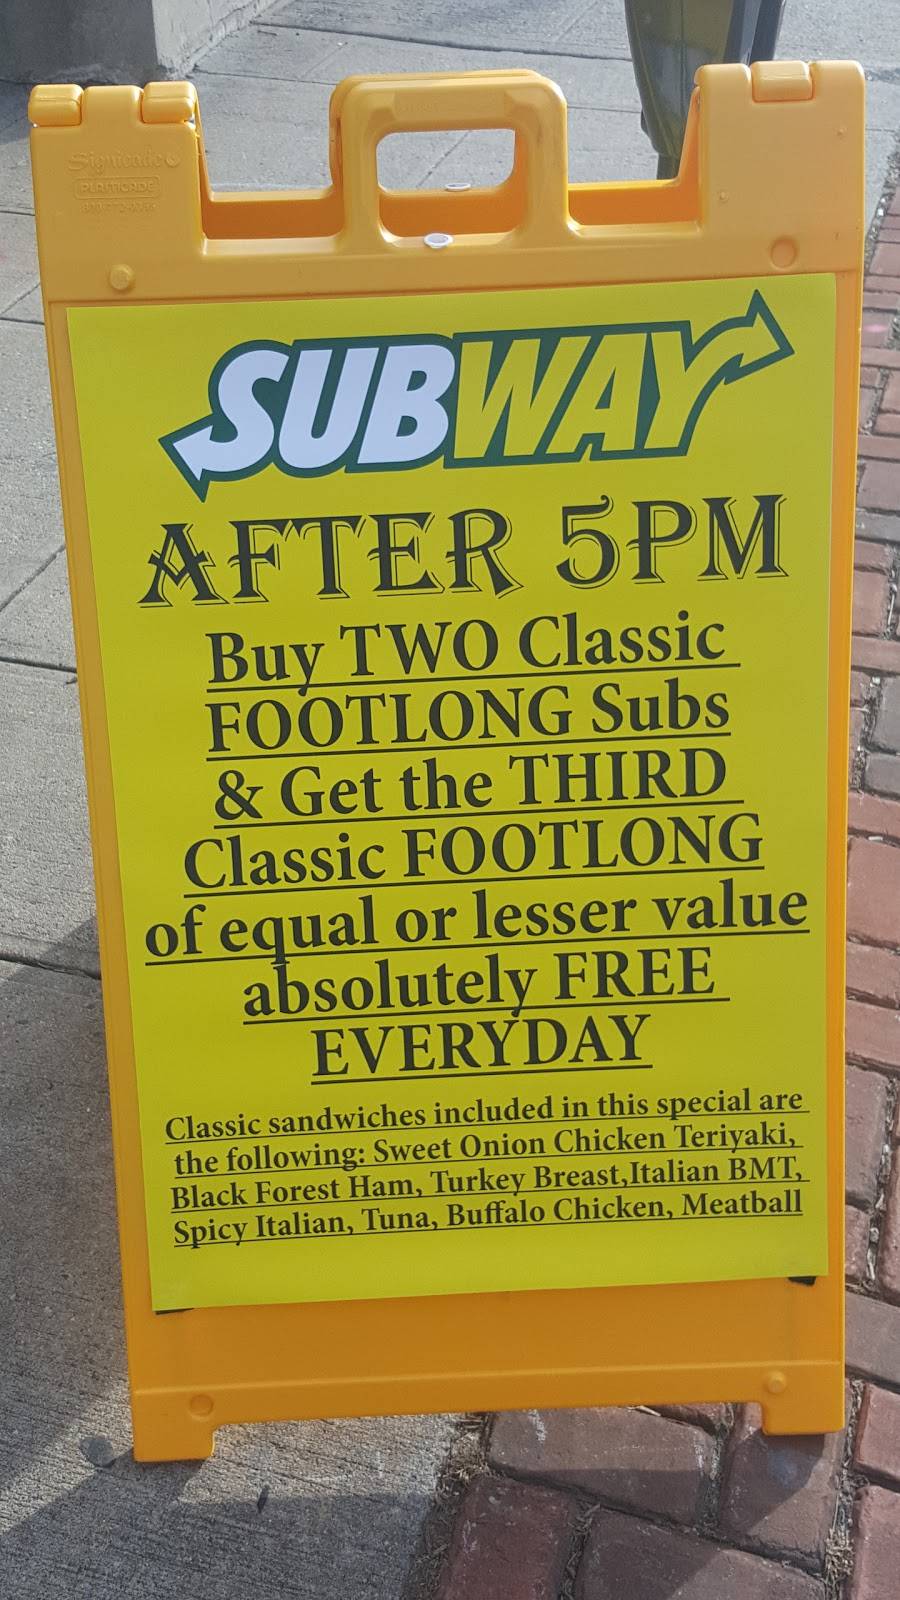 Signicade
PLASTICADE
SUBWAY
AFTER 5PM
Buy TWO Classic
FOOTLONG Subs
& Get the THIRD
Classic FOOTLONG
of equal or lesser value
absolutely FREE
EVERYDAY
Classic sandwiches included in this special are
the following: Sweet Onion Chicken Teriyaki,
Black Forest Ham, Turkey Breast,Italian BMT,
Spicy Italian, Tuna, Buffalo Chicken, Meatball